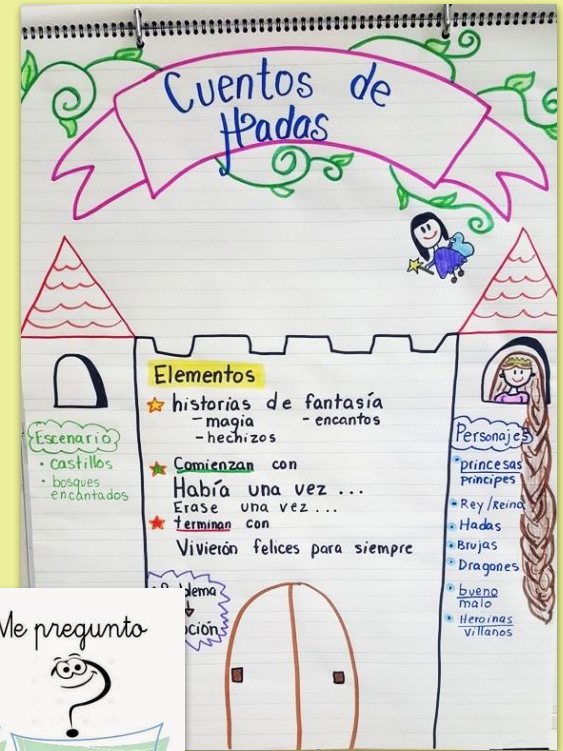 Cuentos de
Hadas
Elementos
historias de fantasía
- magia - encantos
- hechizos
Comienzan con
Había una vez ...
Erase una vez ...
terminan con
Vivierón felices para siempre
Escenario
• castillos
• bosques
encantados
Personajes
• princesas
principes
• Rey/Reina
• Hadas
• Brujas
• Dragones
• bueno
malo
• Heroinas
villanos
Me pregunto
?